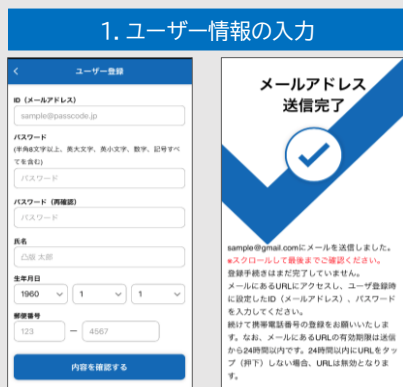 1. ユーザー情報の入力
ユーザー登録
ID（メールアドレス）
sample@passcode.jp
パスワード
(半角8文字以上、英大文字、英小文字、数字、記号すべ
てを含む)
パスワード
パスワード（再確認）
パスワード
氏名
凸版 太郎
生年月日
1960 1 1
郵便番号
123 － 4567
内容を確認する
メールアドレス
送信完了
sample@gmail.comにメールを送信しました。
※スクロールして最後までご確認ください。
登録手続きはまだ完了していません。
メールにあるURLにアクセスし、ユーザ登録時
に設定したID（メールアドレス）、パスワード
を入力してください。
続けて携帯電話番号の登録をお願いいたしま
す。なお、メールにあるURLの有効期限は送信
から24時間以内です。24時間以内にURLをタッ
プ（押下）しない場合、URLは無効となりま
す。